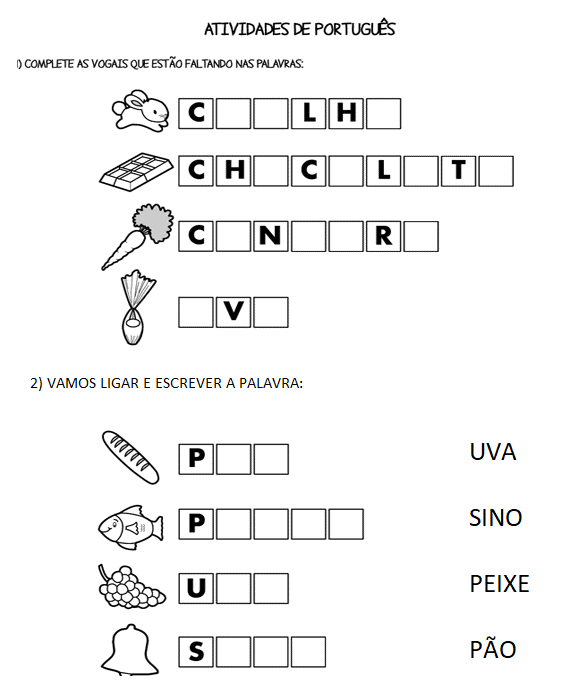 ATIVIDADES DE PORTUGUÊS
1) COMPLETE AS VOGAIS QUE ESTÃO FALTANDO NAS PALAVRAS:
C L H
C H C L T
C N R
V
2) VAMOS LIGAR E ESCREVER A PALAVRA:
P UVA
P SINO
U PEIXE
S PÃO